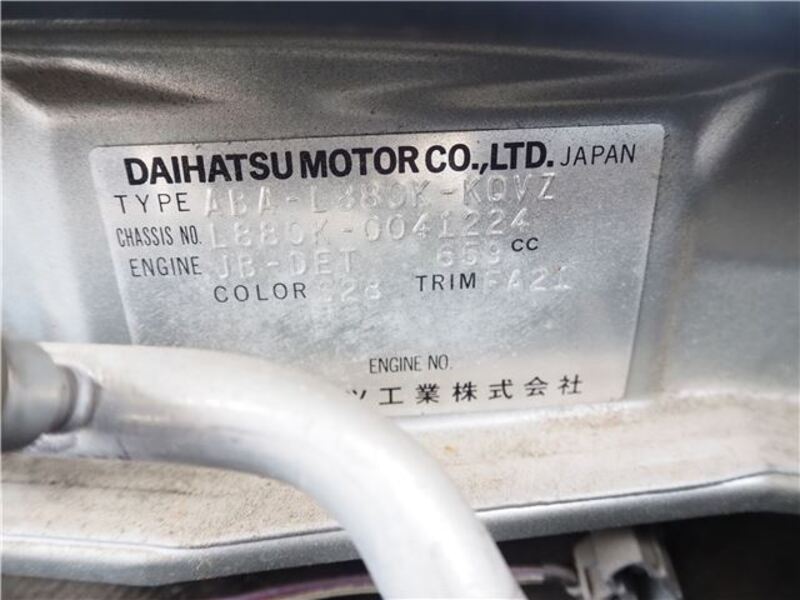 DAIHATSU MOTOR CO.,LTD. JAPAN
TYPE ABA-L880K-KQVZ
CHASSIS NO. L880K-0041224
ENGINE JB-DET 659 CC
COLOR S28 TRIM FA21
ENGINE NO.
ツ工業株式会社